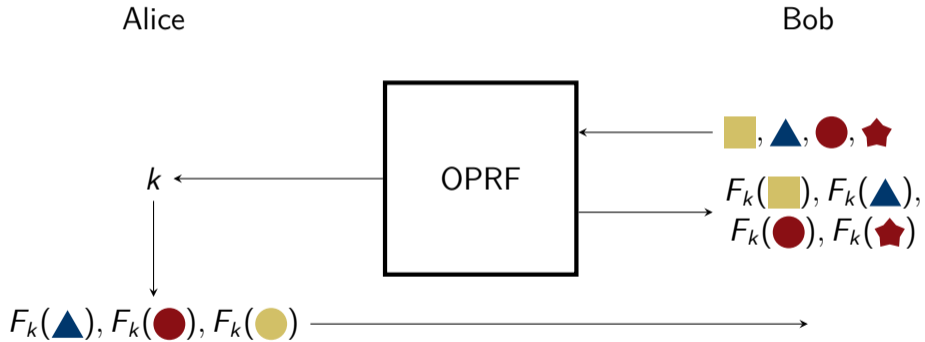 Alice
Bob
OPRF
k
F_k( ), F_k( ),
F_k( ), F_k( )
F_k( ), F_k( ), F_k( )